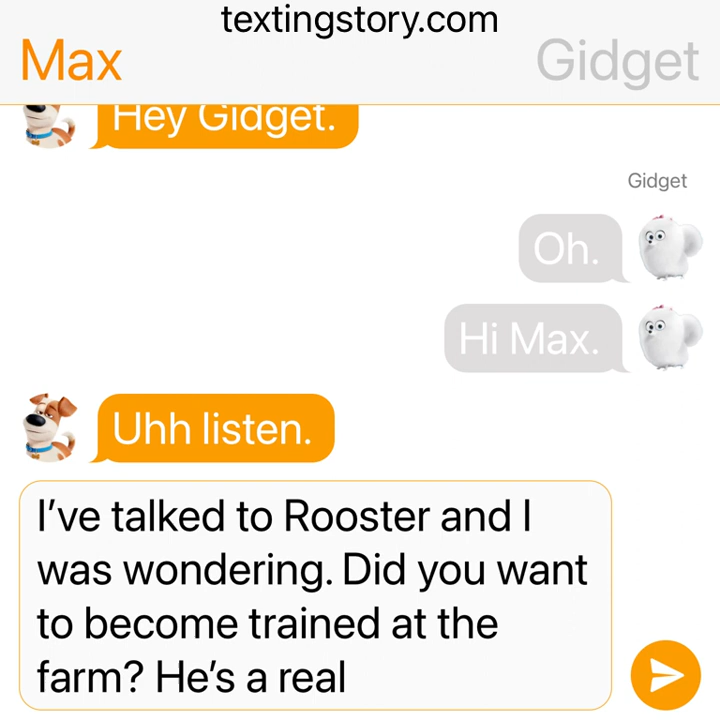 textingstory.com
Max
Gidget
Hey Gidget.
Gidget
Oh.
Hi Max.
Uhh listen.
I've talked to Rooster and I
was wondering. Did you want
to become trained at the
farm? He's a real